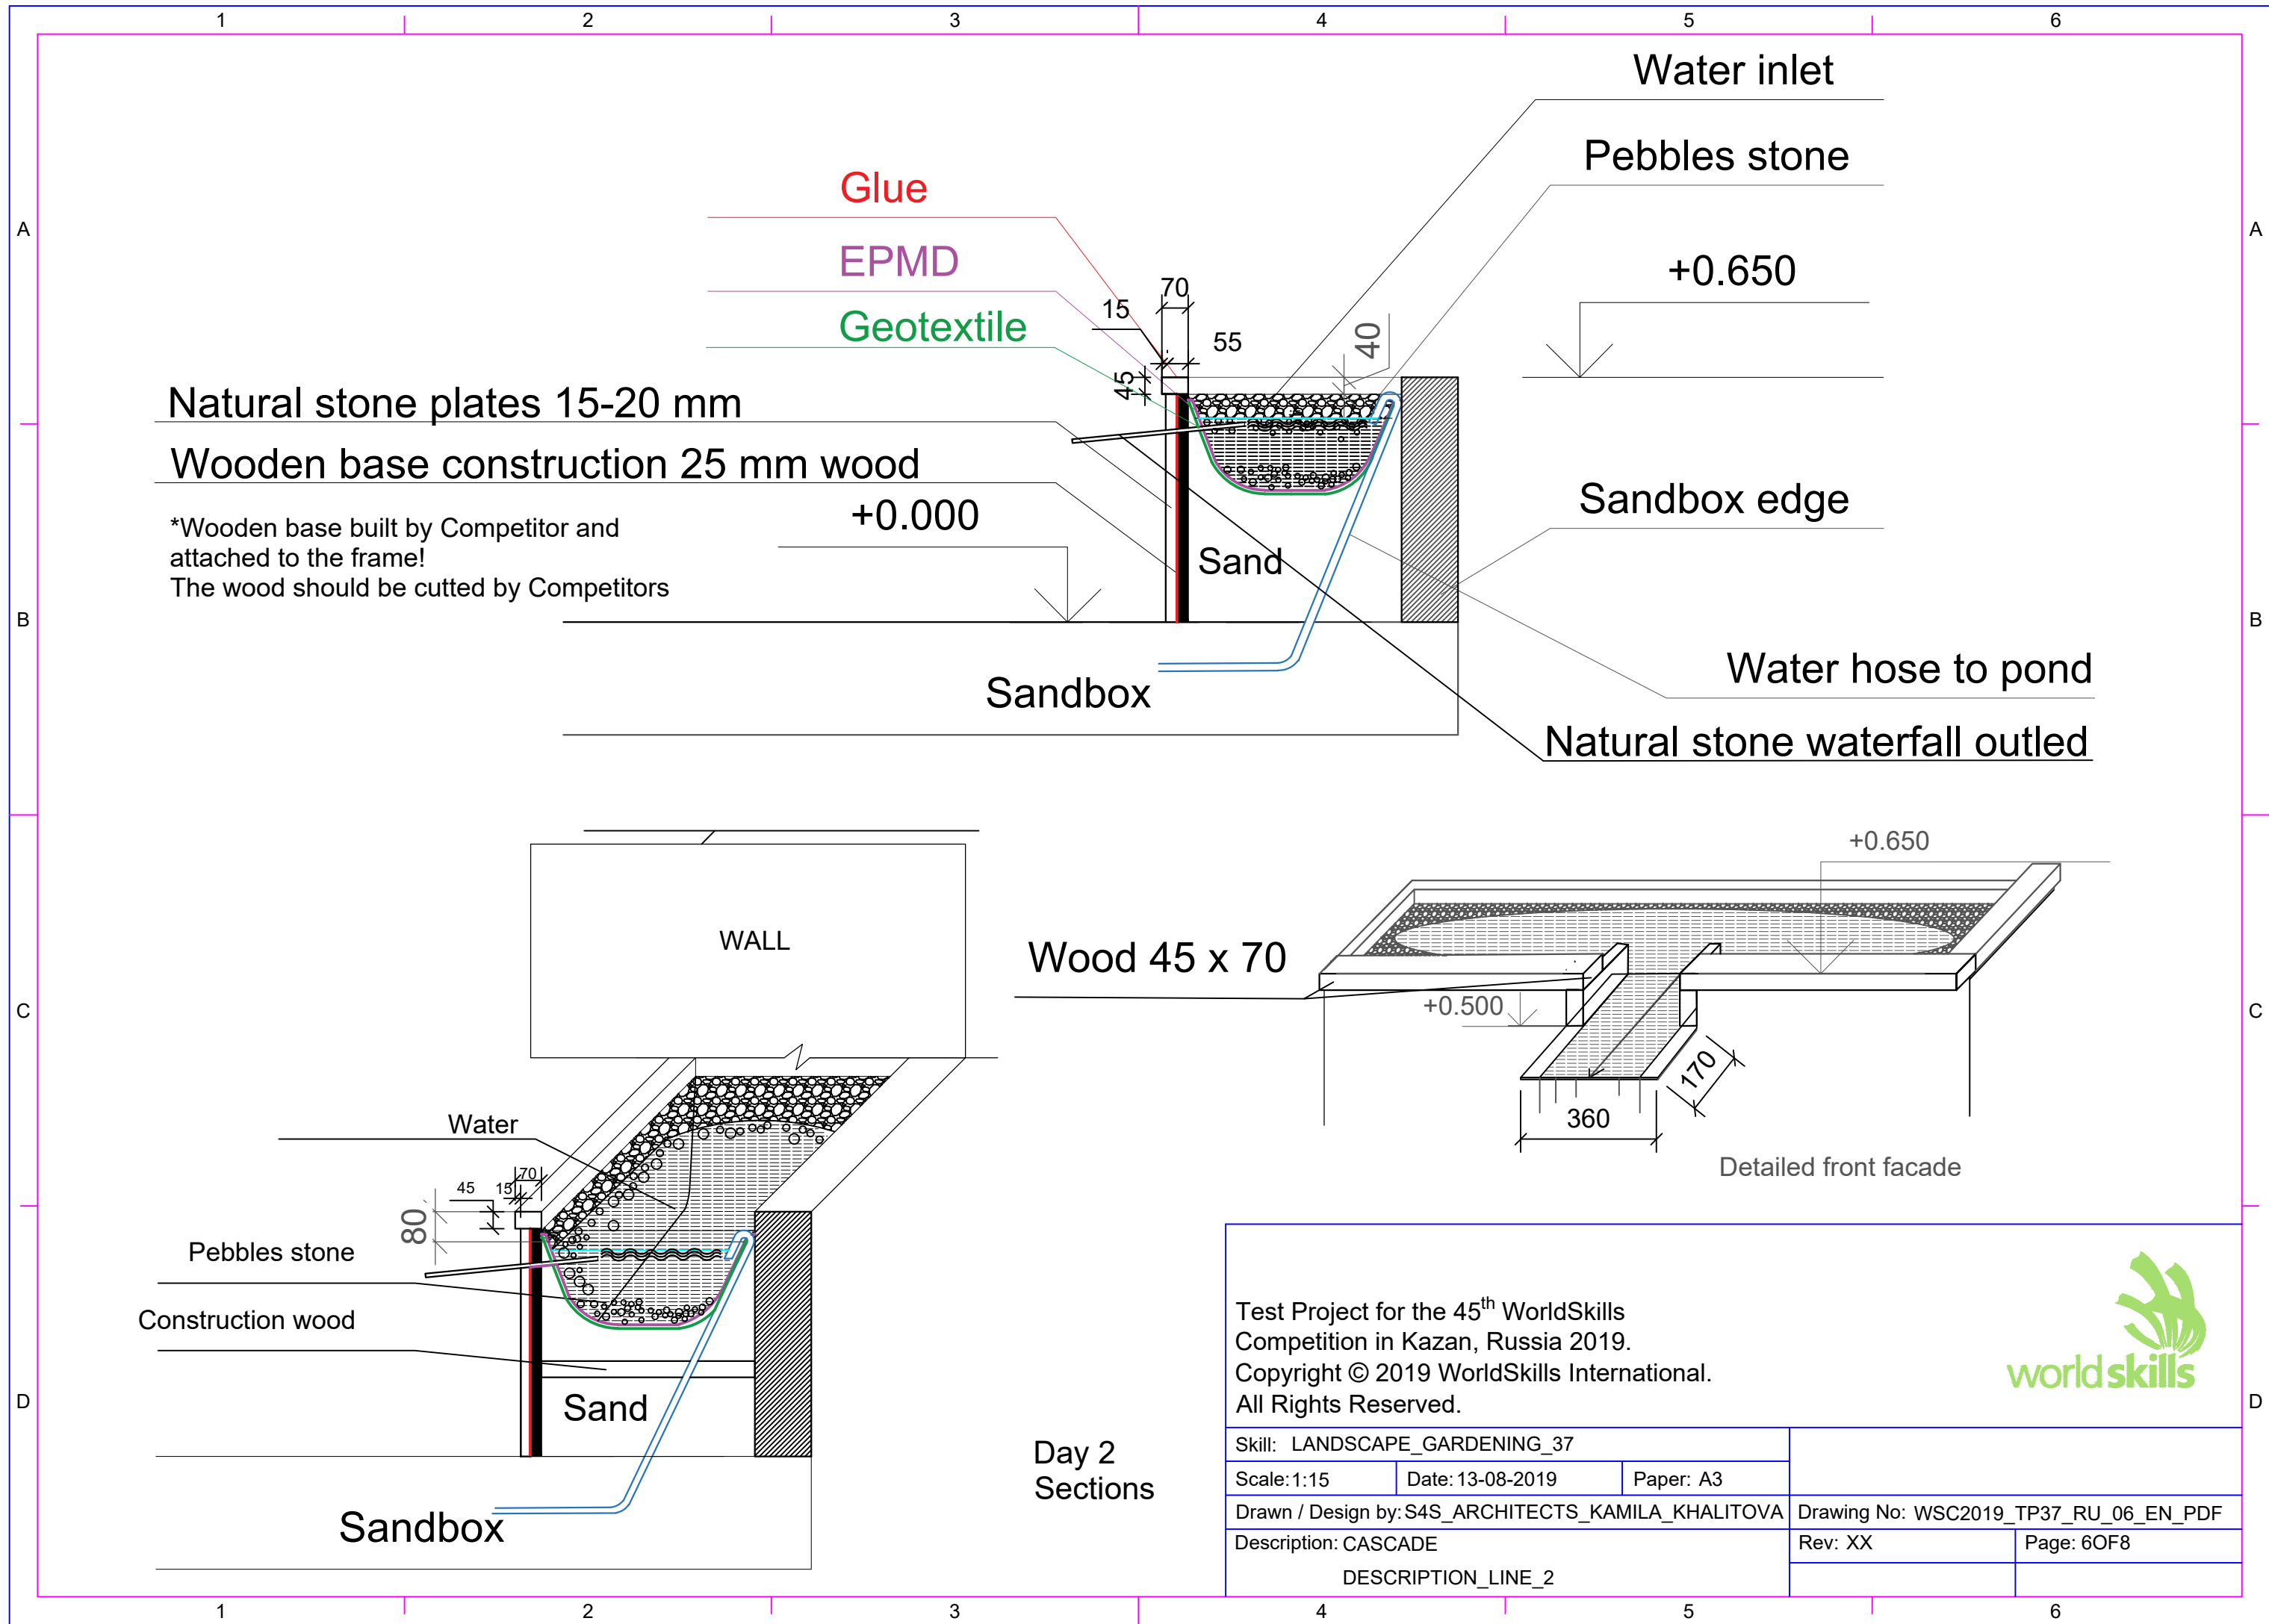 1 2 3 4 5 6
A
A
B
B
C
C
D
D
Water inlet
Pebbles stone
Glue
EPMD
Geotextile
+0.650
70
15
55
40
45
Natural stone plates 15-20 mm
Wooden base construction 25 mm wood
+0.000
*Wooden base built by Competitor and
attached to the frame!
The wood should be cutted by Competitors
Sandbox edge
Sand
Water hose to pond
Sandbox
Natural stone waterfall outled
WALL
+0.650
Wood 45 x 70
+0.500
170
360
Detailed front facade
Water
70
45
15
80
Pebbles stone
Construction wood
Sand
Sandbox
Day 2
Sections
Test Project for the 45th WorldSkills
Competition in Kazan, Russia 2019.
Copyright © 2019 WorldSkills International.
All Rights Reserved.
worldskills
Skill: LANDSCAPE_GARDENING_37
Scale: 1:15 Date: 13-08-2019 Paper: A3
Drawn / Design by: S4S_ARCHITECTS_KAMILA_KHALITOVA Drawing No: WSC2019_TP37_RU_06_EN_PDF
Description: CASCADE Rev: XX Page: 6OF8
DESCRIPTION_LINE_2
1 2 3 4 5 6